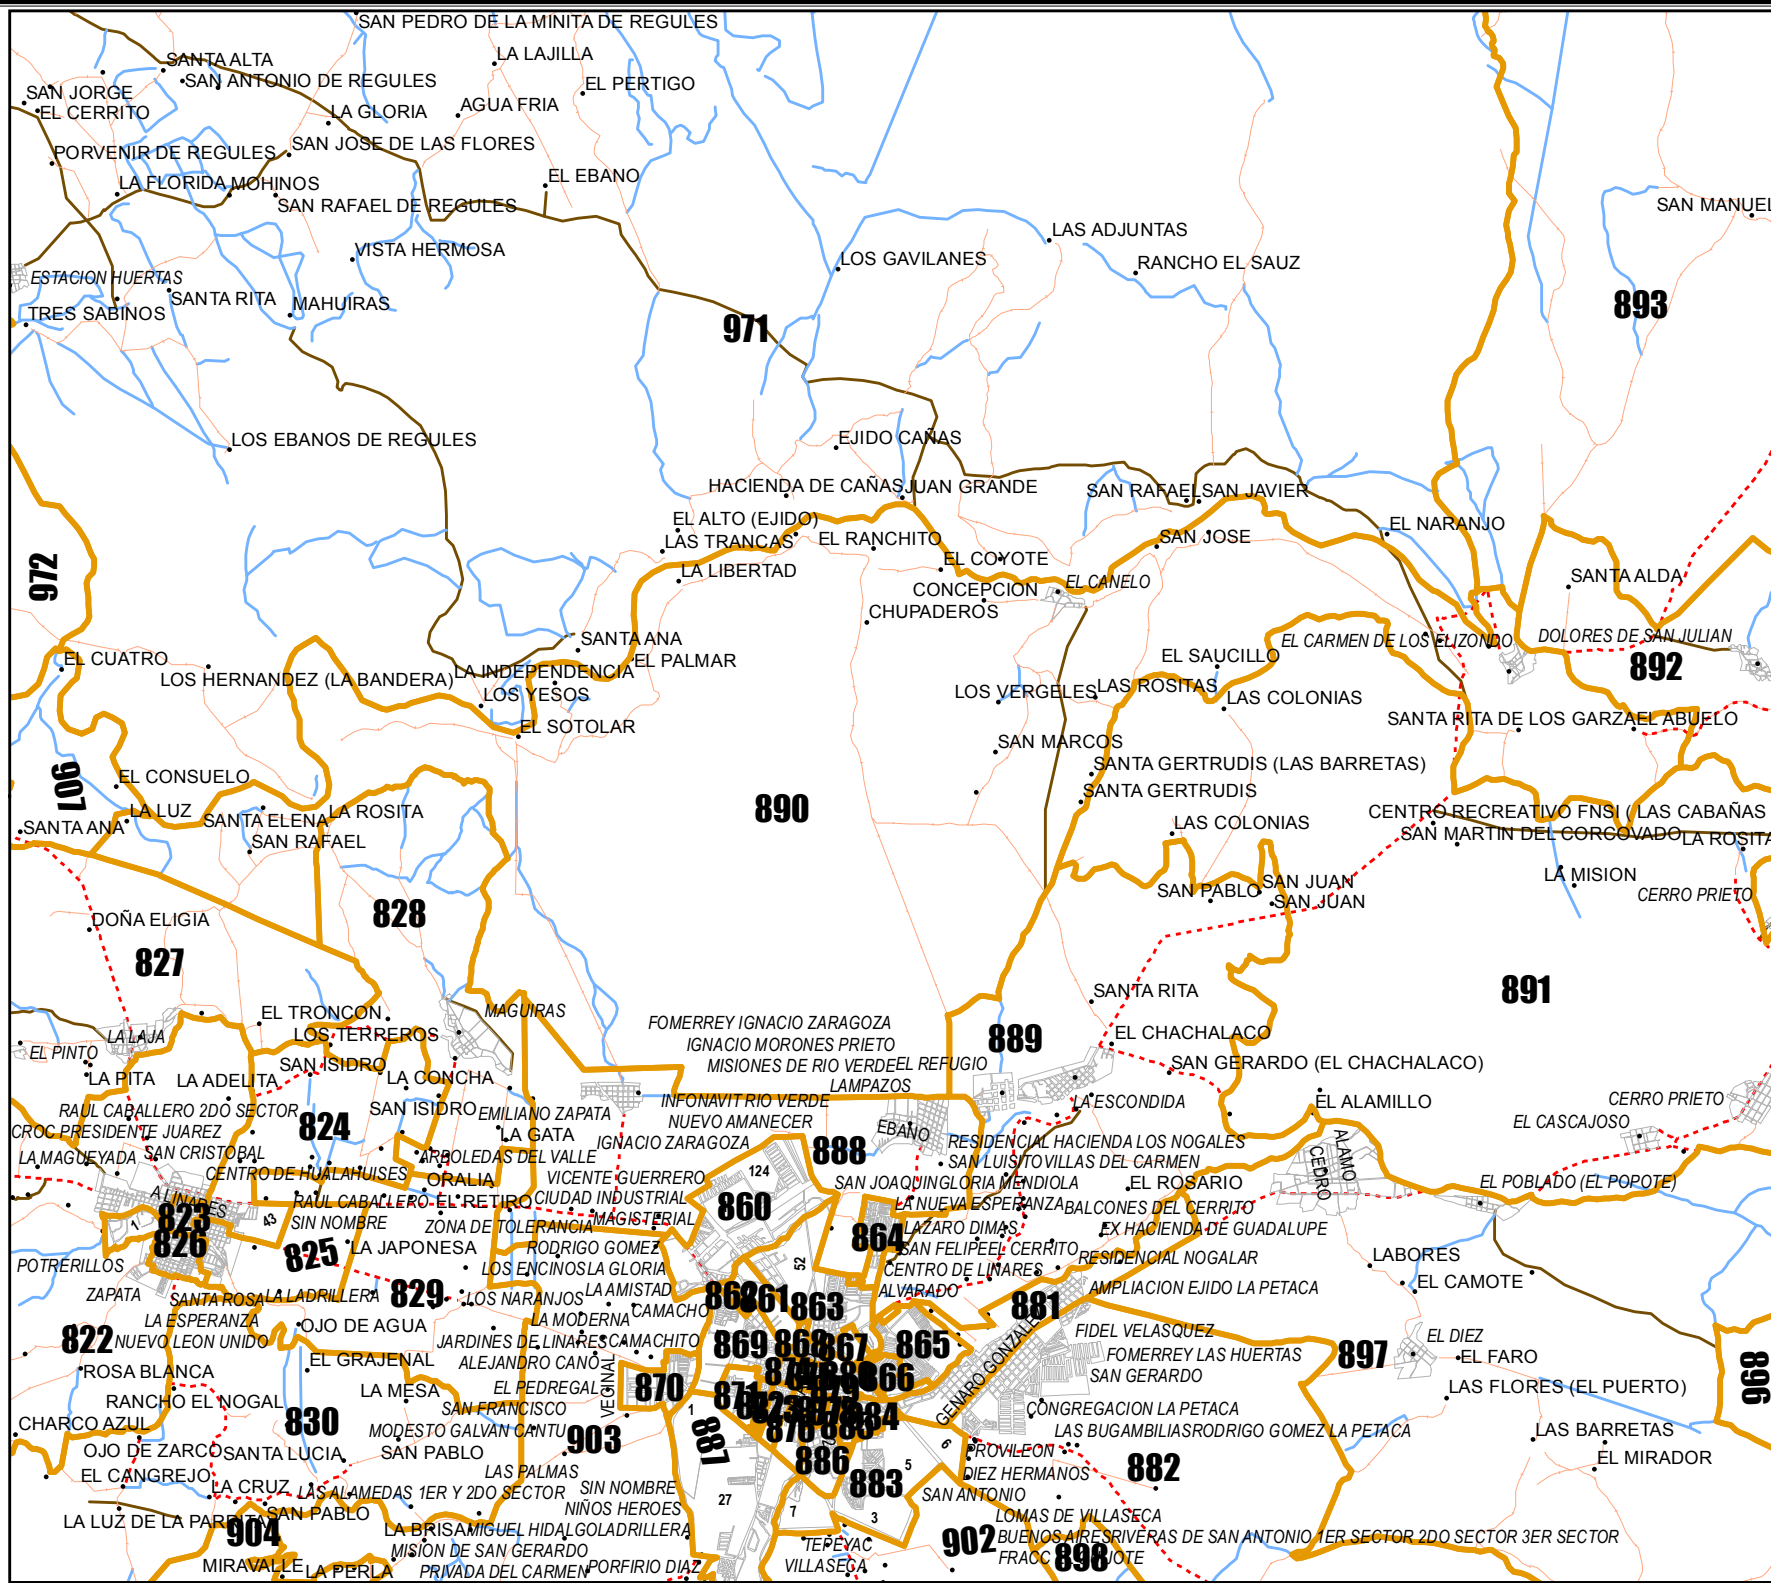 SAN PEDRO DE LA MINITA DE REGULES
SANTA ALTA
LA LAJILLA
SAN ANTONIO DE REGULES
EL PERTIGO
SAN JORGE
EL CERRITO
LA GLORIA
AGUA FRIA
PORVENIR DE REGULES
SAN JOSE DE LAS FLORES
LA FLORIDA
MOHINOS
EL EBANO
SAN RAFAEL DE REGULES
SAN MANUEL
VISTA HERMOSA
LOS GAVILANES
LAS ADJUNTAS
RANCHO EL SAUZ
ESTACION HUERTAS
SANTA RITA
MAHUIRAS
TRES SABINOS
971
893
LOS EBANOS DE REGULES
EJIDO CAÑAS
HACIENDA DE CAÑAS
JUAN GRANDE
SAN RAFAEL
SAN JAVIER
EL ALTO (EJIDO)
LAS TRANCAS
EL RANCHITO
SAN JOSE
EL NARANJO
972
LA LIBERTAD
EL COYOTE
CONCEPCION
EL CANELO
CHUPADEROS
SANTA ALDA
EL CUATRO
SANTA ANA
EL PALMAR
EL SAUCILLO
EL CARMEN DE LOS ELIZONDO
DOLORES DE SAN JULIAN
892
LOS HERNANDEZ (LA BANDERA)
LA INDEPENDENCIA
LOS YESOS
LOS VERGELES
LAS ROSITAS
LAS COLONIAS
EL SOTOLAR
SANTA RITA DE LOS GARZA
EL ABUELO
SAN MARCOS
SANTA GERTRUDIS (LAS BARRETAS)
907
EL CONSUELO
SANTA GERTRUDIS
890
LA LUZ
SANTA ANA
SANTA ELENA
LA ROSITA
SAN RAFAEL
LAS COLONIAS
CENTRO RECREATIVO FNSI ( LAS CABAÑAS
SAN MARTIN DEL CORCOVADO
LA ROSITA
LA MISION
CERRO PRIETO
SAN PABLO
SAN JUAN
SAN JUAN
DOÑA ELIGIA
828
827
891
SANTA RITA
EL TRONCON
MAGUIRAS
LA LAJA
LOS TERREROS
FOMERREY IGNACIO ZARAGOZA
IGNACIO MORONES PRIETO
MISIONES DE RIO VERDE
EL REFUGIO
889
EL CHACHALACO
EL PINTO
LA PITA
LA ADELITA
SAN ISIDRO
LA CONCHA
LAMPAZOS
SAN GERARDO (EL CHACHALACO)
RAUL CABALLERO 2DO SECTOR
SAN ISIDRO
EMILIANO ZAPATA
INFONAVIT RIO VERDE
NUEVO AMANECER
LA ESCONDIDA
EL ALAMILLO
CERRO PRIETO
EL CASCAJOSO
CROC PRESIDENTE JUAREZ
824
LA GATA
IGNACIO ZARAGOZA
888
EBANO
RESIDENCIAL HACIENDA LOS NOGALES
LA MAGUEYADA
SAN CRISTOBAL
ARBOLEDAS DEL VALLE
SAN LUISITO
VILLAS DEL CARMEN
ALAMO
CEDRO
CENTRO DE HUALAHUISES
ORALIA
VICENTE GUERRERO
124
860
SAN JOAQUIN
GLORIA MENDIOLA
EL ROSARIO
EL POBLADO (EL POPOTE)
A LINARES
RAUL CABALLERO
EL RETIRO
CIUDAD INDUSTRIAL
MAGISTERIAL
LA NUEVA ESPERANZA
BALCONES DEL CERRITO
1
823
43
SIN NOMBRE
ZONA DE TOLERANCIA
864
LAZARO DIMAS
EX HACIENDA DE GUADALUPE
826
825
LA JAPONESA
RODRIGO GOMEZ
52
SAN FELIPE
EL CERRITO
RESIDENCIAL NOGALAR
LABORES
POTRERILLOS
LOS ENCINOS
LA GLORIA
CENTRO DE LINARES
EL CAMOTE
ZAPATA
SANTA ROSA
LA LADRILLERA
829
LOS NARANJOS
LA AMISTAD
CAMACHO
861
863
ALVARADO
881
AMPLIACION EJIDO LA PETACA
LA ESPERANZA
OJO DE AGUA
LA MODERNA
822
NUEVO LEON UNIDO
JARDINES DE LINARES
CAMACHITO
869
868
867
865
GENARO GONZALEZ
FIDEL VELASQUEZ
897
EL DIEZ
EL FARO
ROSA BLANCA
EL GRAJENAL
ALEJANDRO CANO
FOMERREY LAS HUERTAS
SAN GERARDO
896
RANCHO EL NOGAL
LA MESA
EL PEDREGAL
VECINAL
870
866
LAS FLORES (EL PUERTO)
CHARCO AZUL
830
SAN FRANCISCO
1
CONGREGACION LA PETACA
OJO DE ZARCO
SANTA LUCIA
MODESTO GALVAN CANTU
SAN PABLO
903
887
886
6
LAS BUGAMBILIAS
RODRIGO GOMEZ LA PETACA
LAS BARRETAS
EL MIRADOR
EL CANGREJO
LAS PALMAS
5
PROVILEON
DIEZ HERMANOS
882
LA CRUZ
LAS ALAMEDAS 1ER Y 2DO SECTOR
SIN NOMBRE
27
883
SAN ANTONIO
LA LUZ DE LA PARRITA
904
SAN PABLO
NIÑOS HEROES
7
3
LOMAS DE VILLASECA
LA BRISA
MIGUEL HIDALGO
LADRILLERA
902
BUENOS AIRES
RIVERAS DE SAN ANTONIO 1ER SECTOR 2DO SECTOR 3ER SECTOR
MISION DE SAN GERARDO
TEPEYAC
MIRAVALLE
LA PERLA
PRIVADA DEL CARMEN
PORFIRIO DIAZ
VILLASECA
FRACC
898